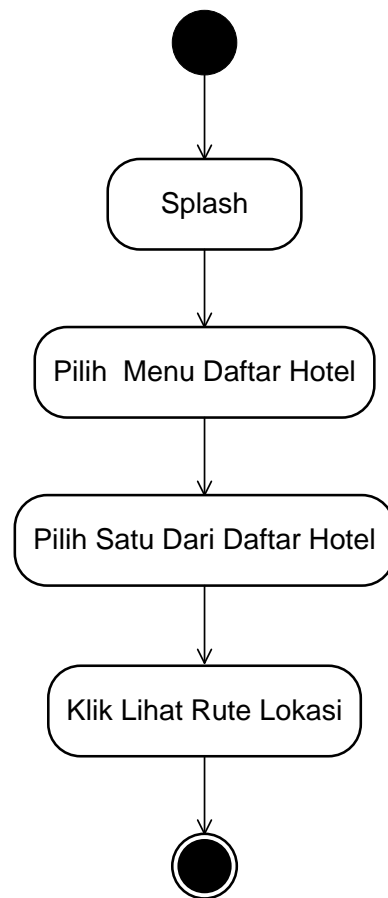 Splash
Pilih  Menu Daftar Hotel
Pilih Satu Dari Daftar Hotel
Klik Lihat Rute Lokasi